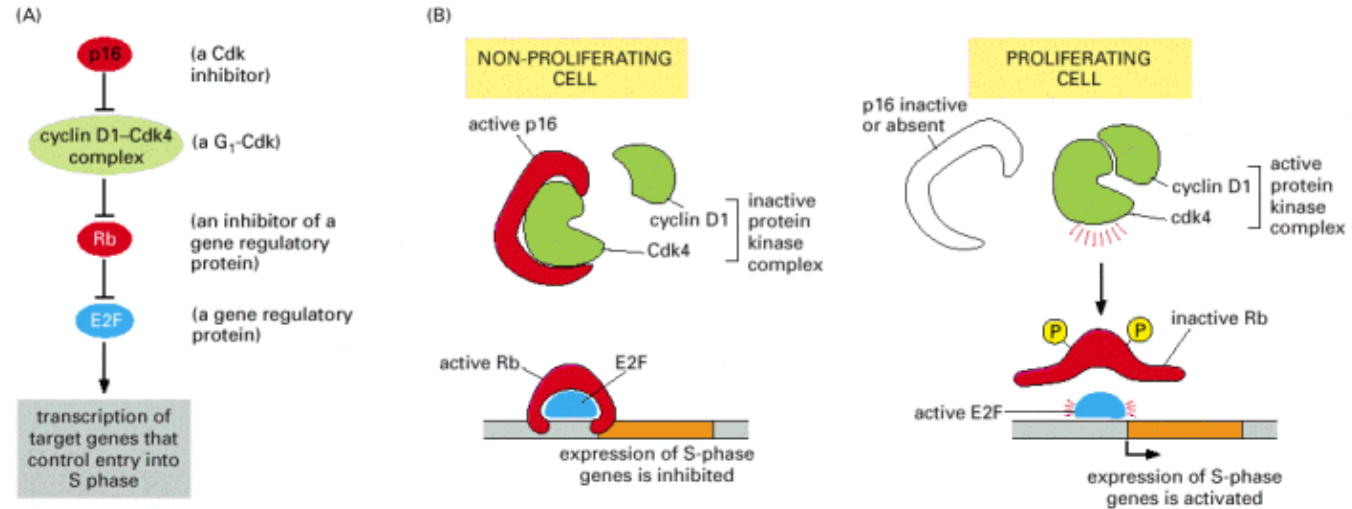 (A)
p16
(a Cdk
inhibitor)
cyclin D1–Cdk4
complex
(a G₁-Cdk)
Rb
(an inhibitor of a
gene regulatory
protein)
E2F
(a gene regulatory
protein)
transcription of
target genes that
control entry into
S phase
(B)
NON-PROLIFERATING
CELL
active p16
cyclin D1
Cdk4
inactive
protein
kinase
complex
active Rb
E2F
expression of S-phase
genes is inhibited
PROLIFERATING
CELL
p16 inactive
or absent
cyclin D1
cdk4
active
protein
kinase
complex
P
P
inactive Rb
active E2F
expression of S-phase
genes is activated